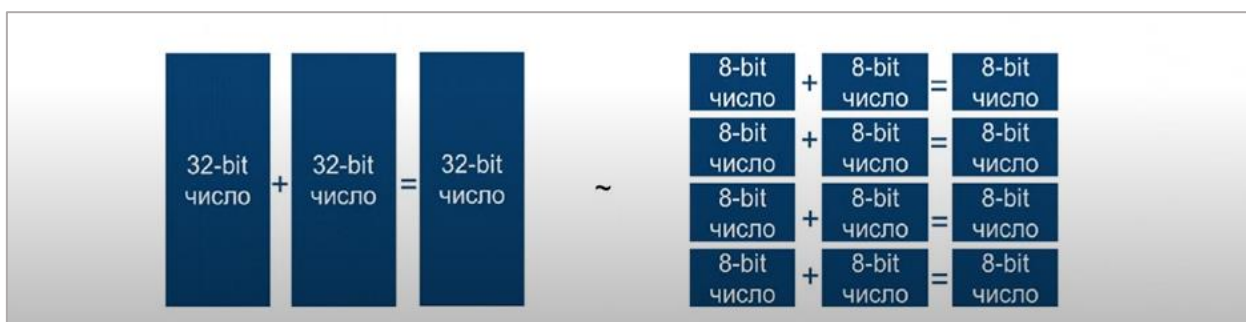 32-bit
число
+
32-bit
число
=
32-bit
число
~
8-bit
число
+
8-bit
число
=
8-bit
число
8-bit
число
+
8-bit
число
=
8-bit
число
8-bit
число
+
8-bit
число
=
8-bit
число
8-bit
число
+
8-bit
число
=
8-bit
число